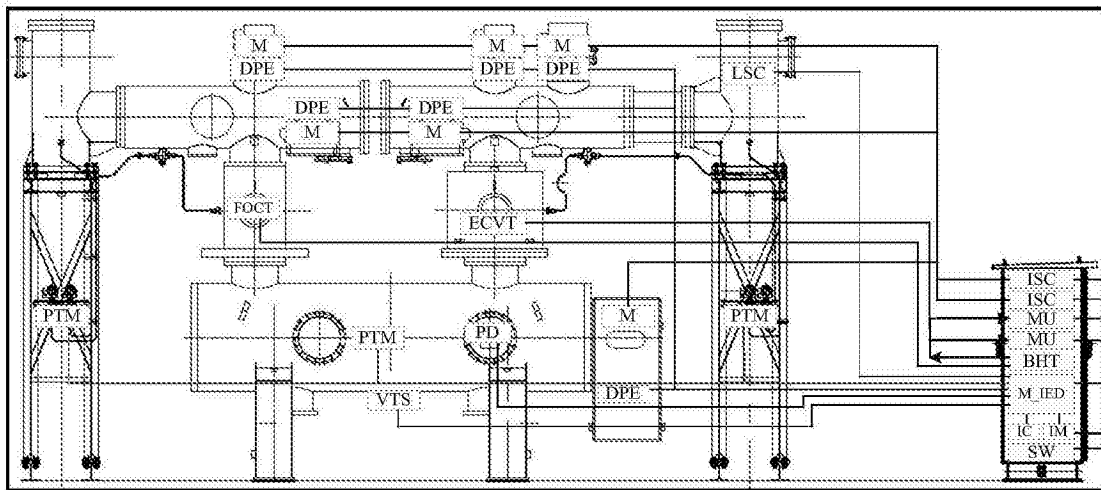 M M M
DPE DPE DPE LSC
DPE DPE
M M
FOCT ECVT
ISC
ISC
PTM M PTM MU
PTM PD MU
BHT
VTS DPE M IED
IC IM
SW